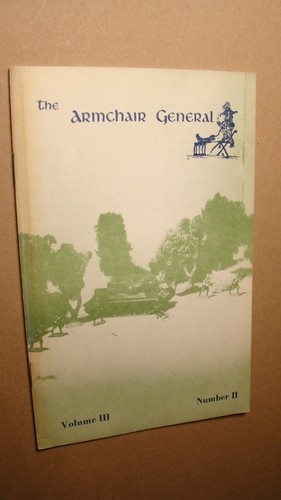 The Armchair General
Volume III
Number II